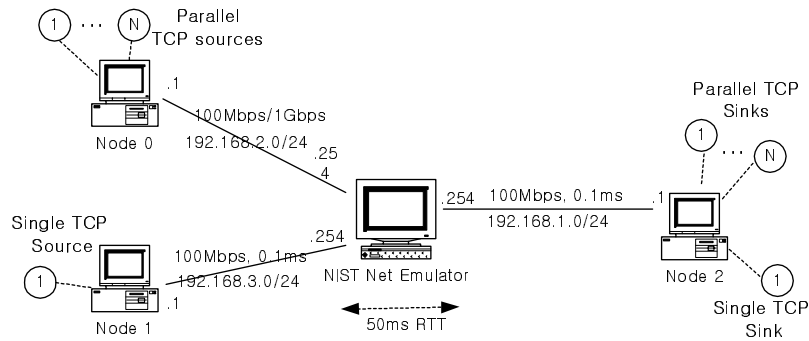 1 ... N
Parallel
TCP sources
.1
Node 0
100Mbps/1Gbps
192.168.2.0/24
.25
4
Single TCP
Source
1
Node 1
.1
100Mbps, 0.1ms
192.168.3.0/24
.254
NIST Net Emulator
50ms RTT
.254
100Mbps, 0.1ms
192.168.1.0/24
.1
Parallel TCP
Sinks
1 ... N
Node 2
1
Single TCP
Sink